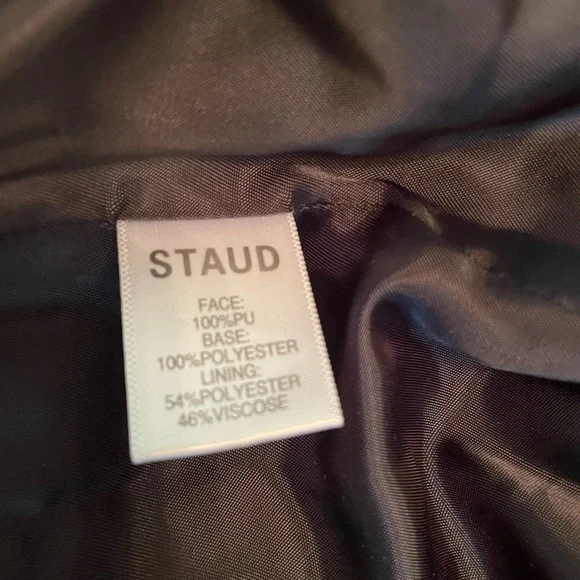 STAUD
FACE:
100%PU
BASE:
100%POLYESTER
LINING:
54%POLYESTER
46%VISCOSE